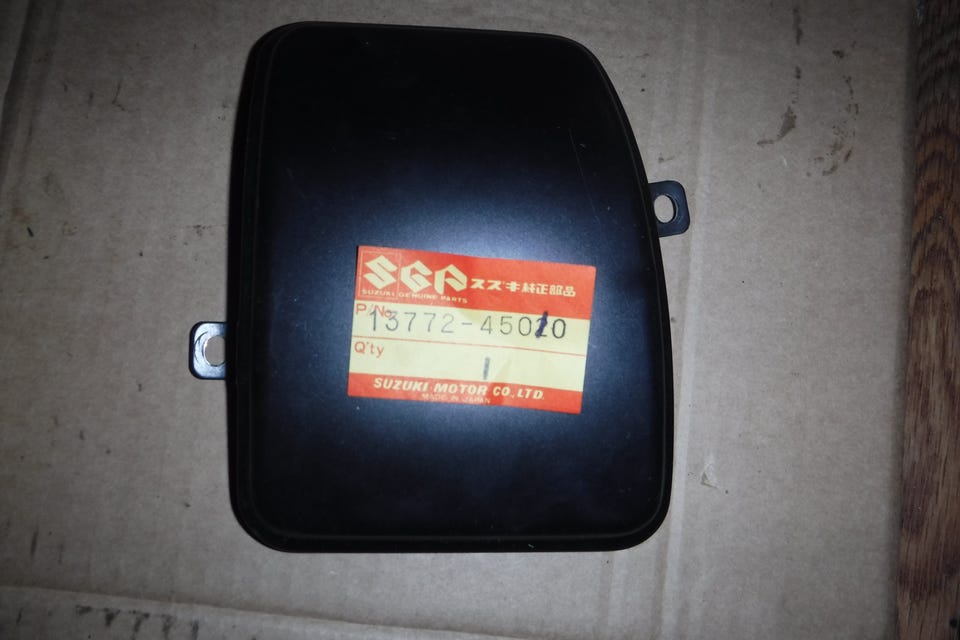 SGP スズキ純正部品
SUZUKI GENUINE PARTS
P/No.
13772-45010
Q'ty
1
SUZUKI MOTOR CO., LTD.
MADE IN JAPAN